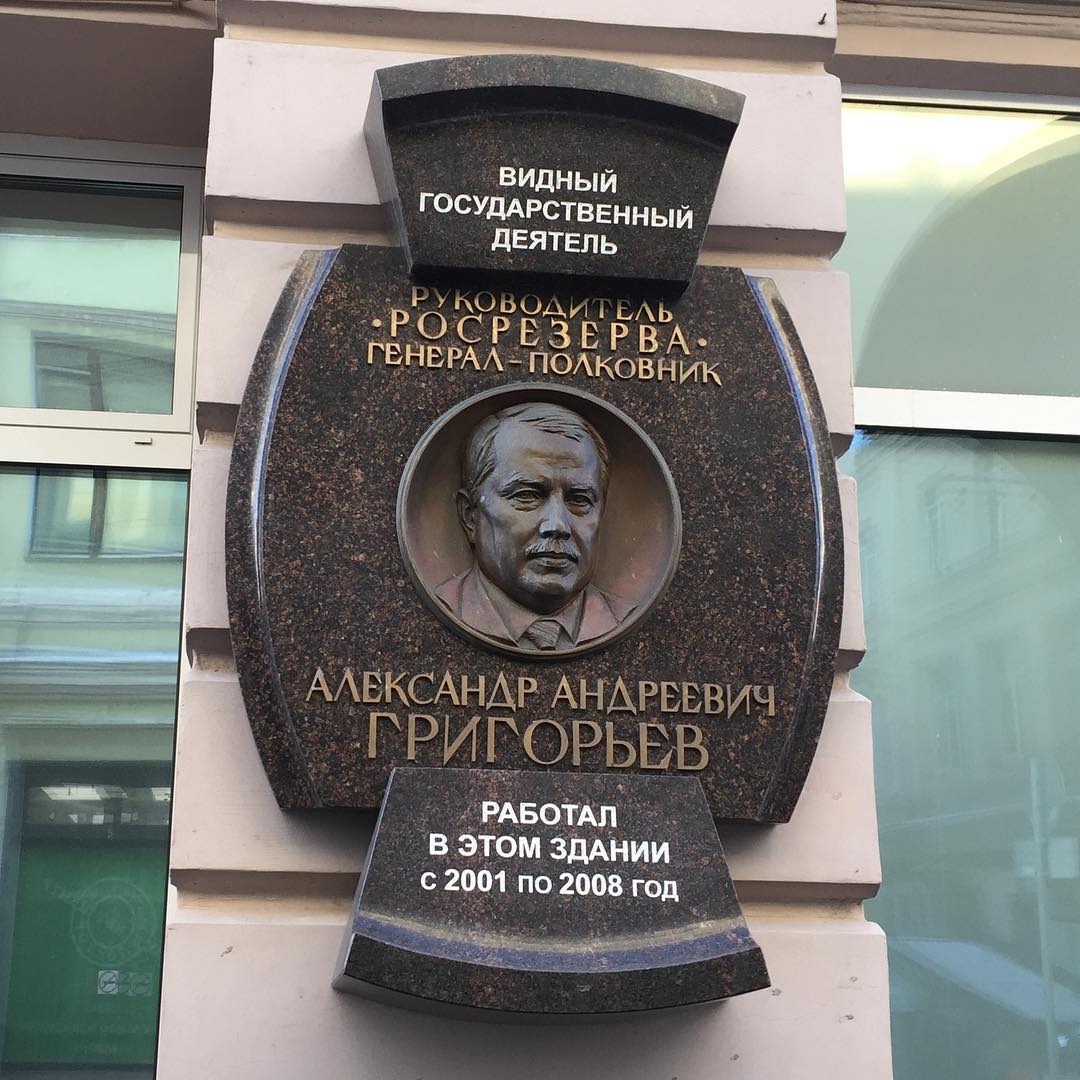 ВИДНЫЙ
ГОСУДАРСТВЕННЫЙ
ДЕЯТЕЛЬ
РУКОВОДИТЕЛЬ
•РОСРЕЗЕРВА•
ГЕНЕРАЛ-ПОЛКОВНИК
АЛЕКСАНДР АНДРЕЕВИЧ
ГРИГОРЬЕВ
РАБОТАЛ
В ЭТОМ ЗДАНИИ
С 2001 ПО 2008 ГОД